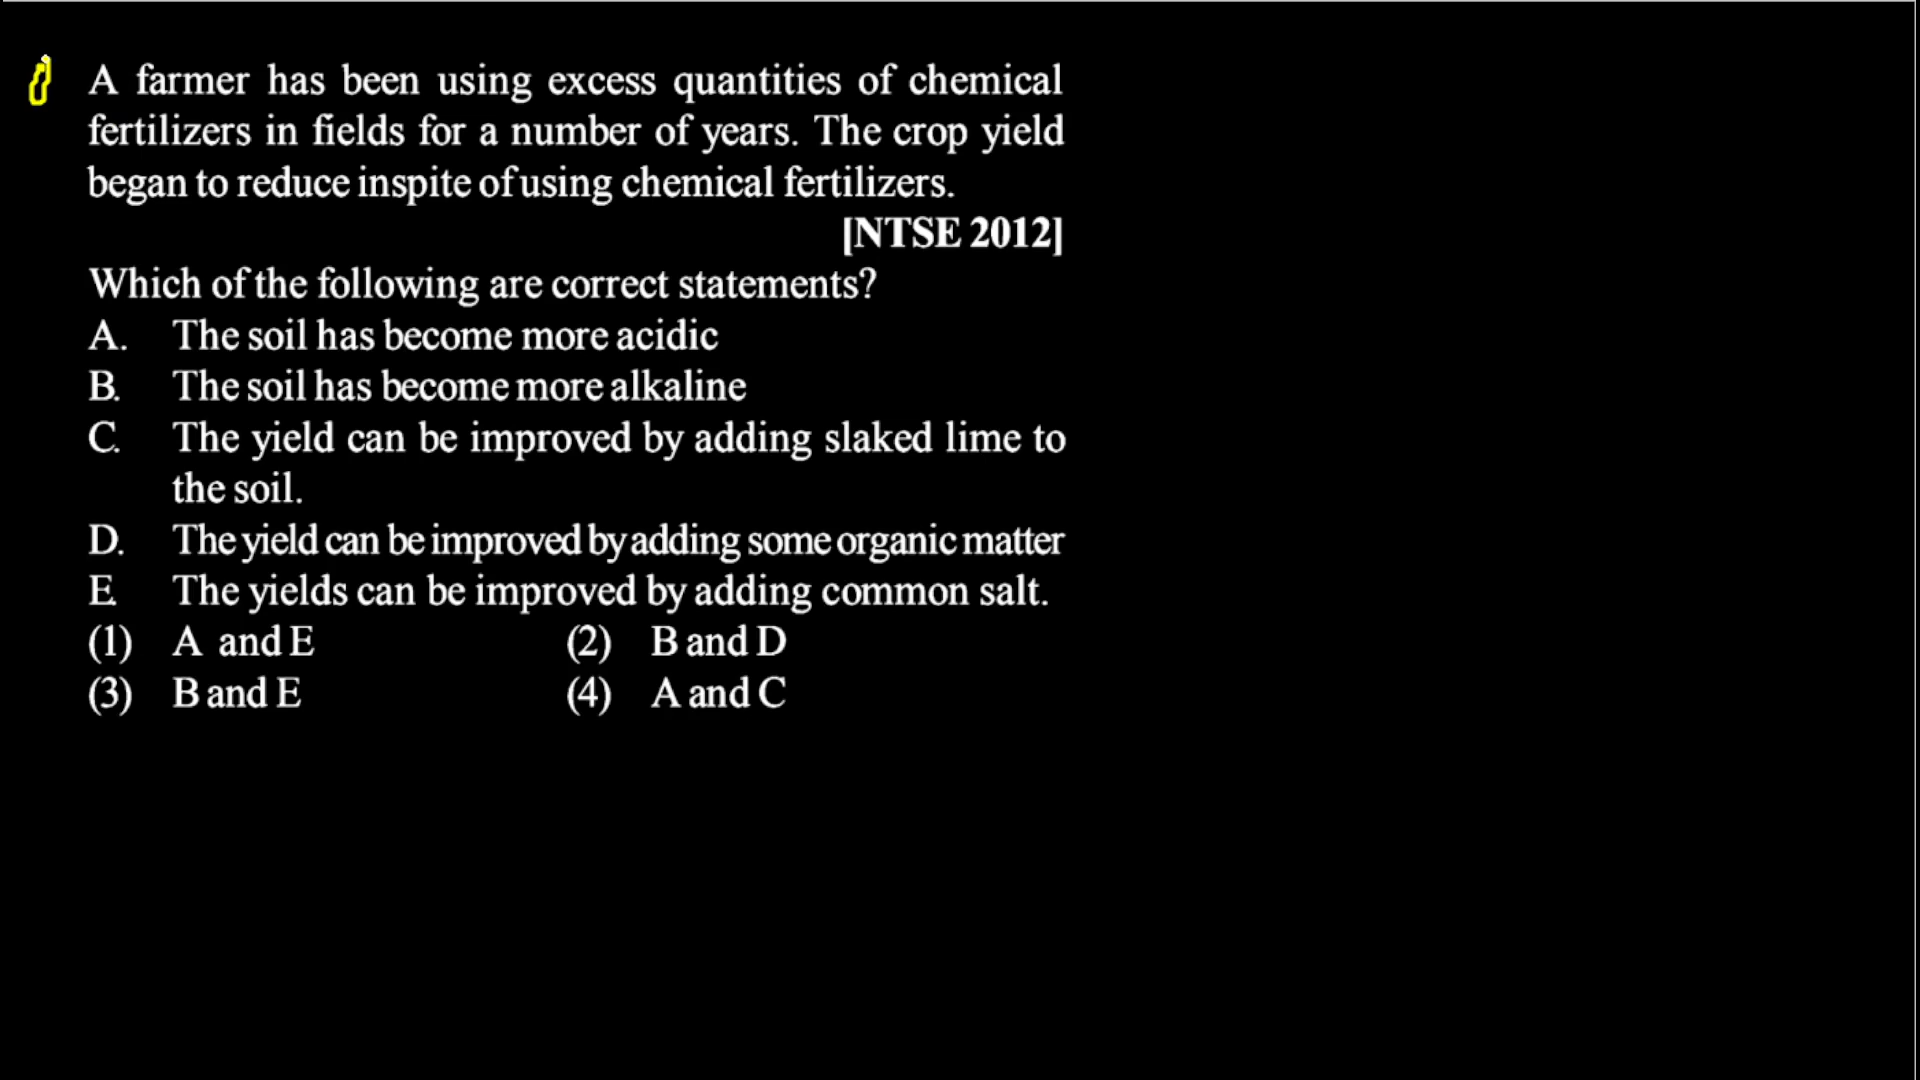 A farmer has been using excess quantities of chemical
fertilizers in fields for a number of years. The crop yield
began to reduce inspite of using chemical fertilizers.
[NTSE 2012]
Which of the following are correct statements?
A. The soil has become more acidic
B. The soil has become more alkaline
C. The yield can be improved by adding slaked lime to
the soil.
D. The yield can be improved by adding some organic matter
E. The yields can be improved by adding common salt.
(1) A and E (2) B and D
(3) B and E (4) A and C